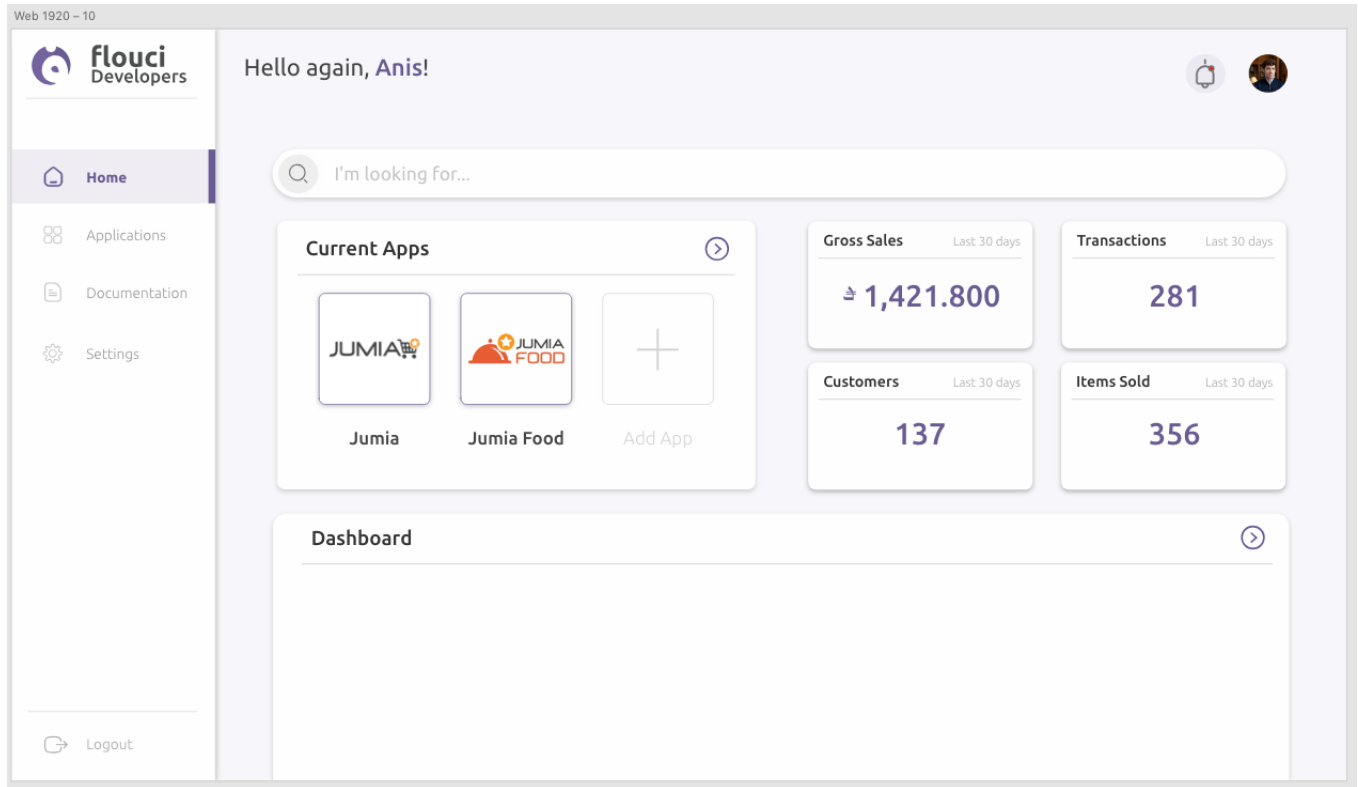 Web 1920 – 10
flouci
Developers
Hello again, Anis!
Home
Applications
Documentation
Settings
Logout
I'm looking for...
Current Apps
JUMIA
JUMIA
FOOD
Jumia
Jumia Food
Add App
Gross Sales Last 30 days
1,421.800
Transactions Last 30 days
281
Customers Last 30 days
137
Items Sold Last 30 days
356
Dashboard